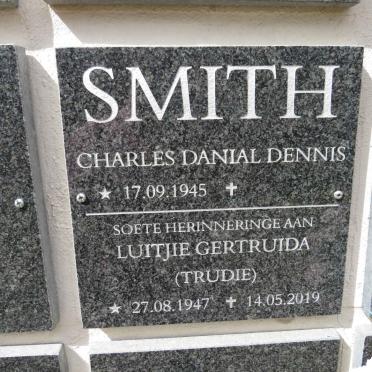 SMITH
CHARLES DANIAL DENNIS
★ 17.09.1945 ✝
SOETE HERINNERINGE AAN
LUITJIE GERTRUIDA
(TRUDIE)
★ 27.08.1947 ✝ 14.05.2019